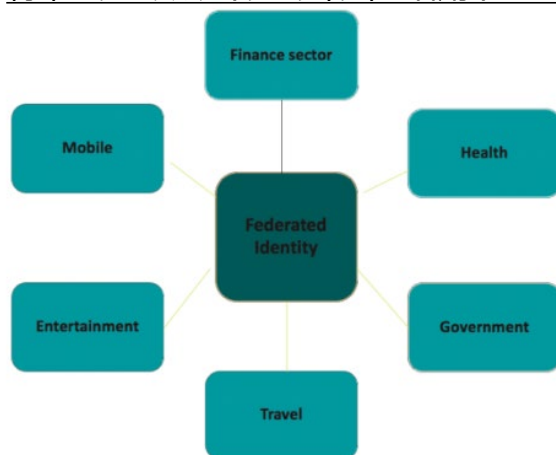 Finance sector
Mobile
Health
Federated
Identity
Entertainment
Government
Travel